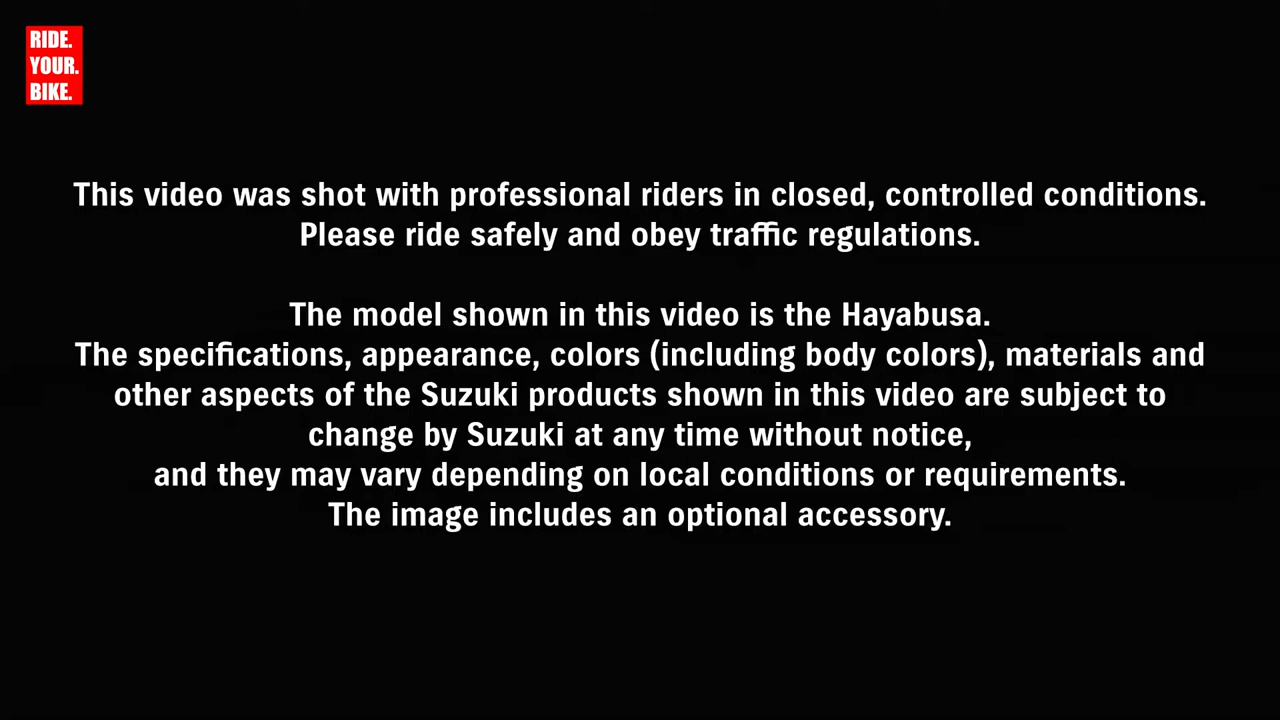 RIDE.
YOUR.
BIKE.
This video was shot with professional riders in closed, controlled conditions.
Please ride safely and obey traffic regulations.
The model shown in this video is the Hayabusa.
The specifications, appearance, colors (including body colors), materials and
other aspects of the Suzuki products shown in this video are subject to
change by Suzuki at any time without notice,
and they may vary depending on local conditions or requirements.
The image includes an optional accessory.